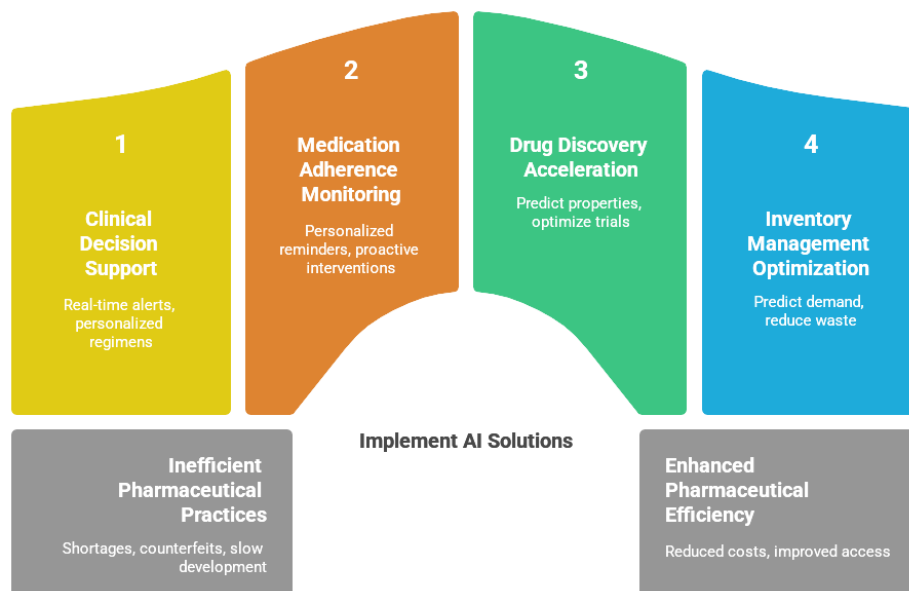 1
Clinical
Decision
Support
Real-time alerts,
personalized
regimens
2
Medication
Adherence
Monitoring
Personalized
reminders, proactive
interventions
3
Drug Discovery
Acceleration
Predict properties,
optimize trials
4
Inventory
Management
Optimization
Predict demand,
reduce waste
Implement AI Solutions
Inefficient
Pharmaceutical
Practices
Shortages, counterfeits, slow
development
Enhanced
Pharmaceutical
Efficiency
Reduced costs, improved access